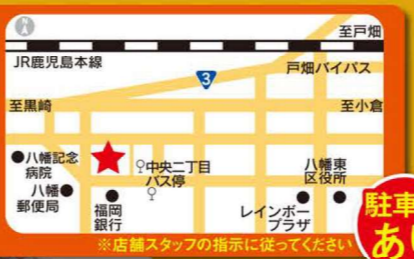 N
至戸畑
JR鹿児島本線
戸畑バイパス
3
至黒崎
至小倉
八幡記念
病院
中央二丁目
バス停
八幡東
区役所
八幡
郵便局
福岡
銀行
レインボー
プラザ
駐車
あり
※店舗スタッフの指示に従ってください